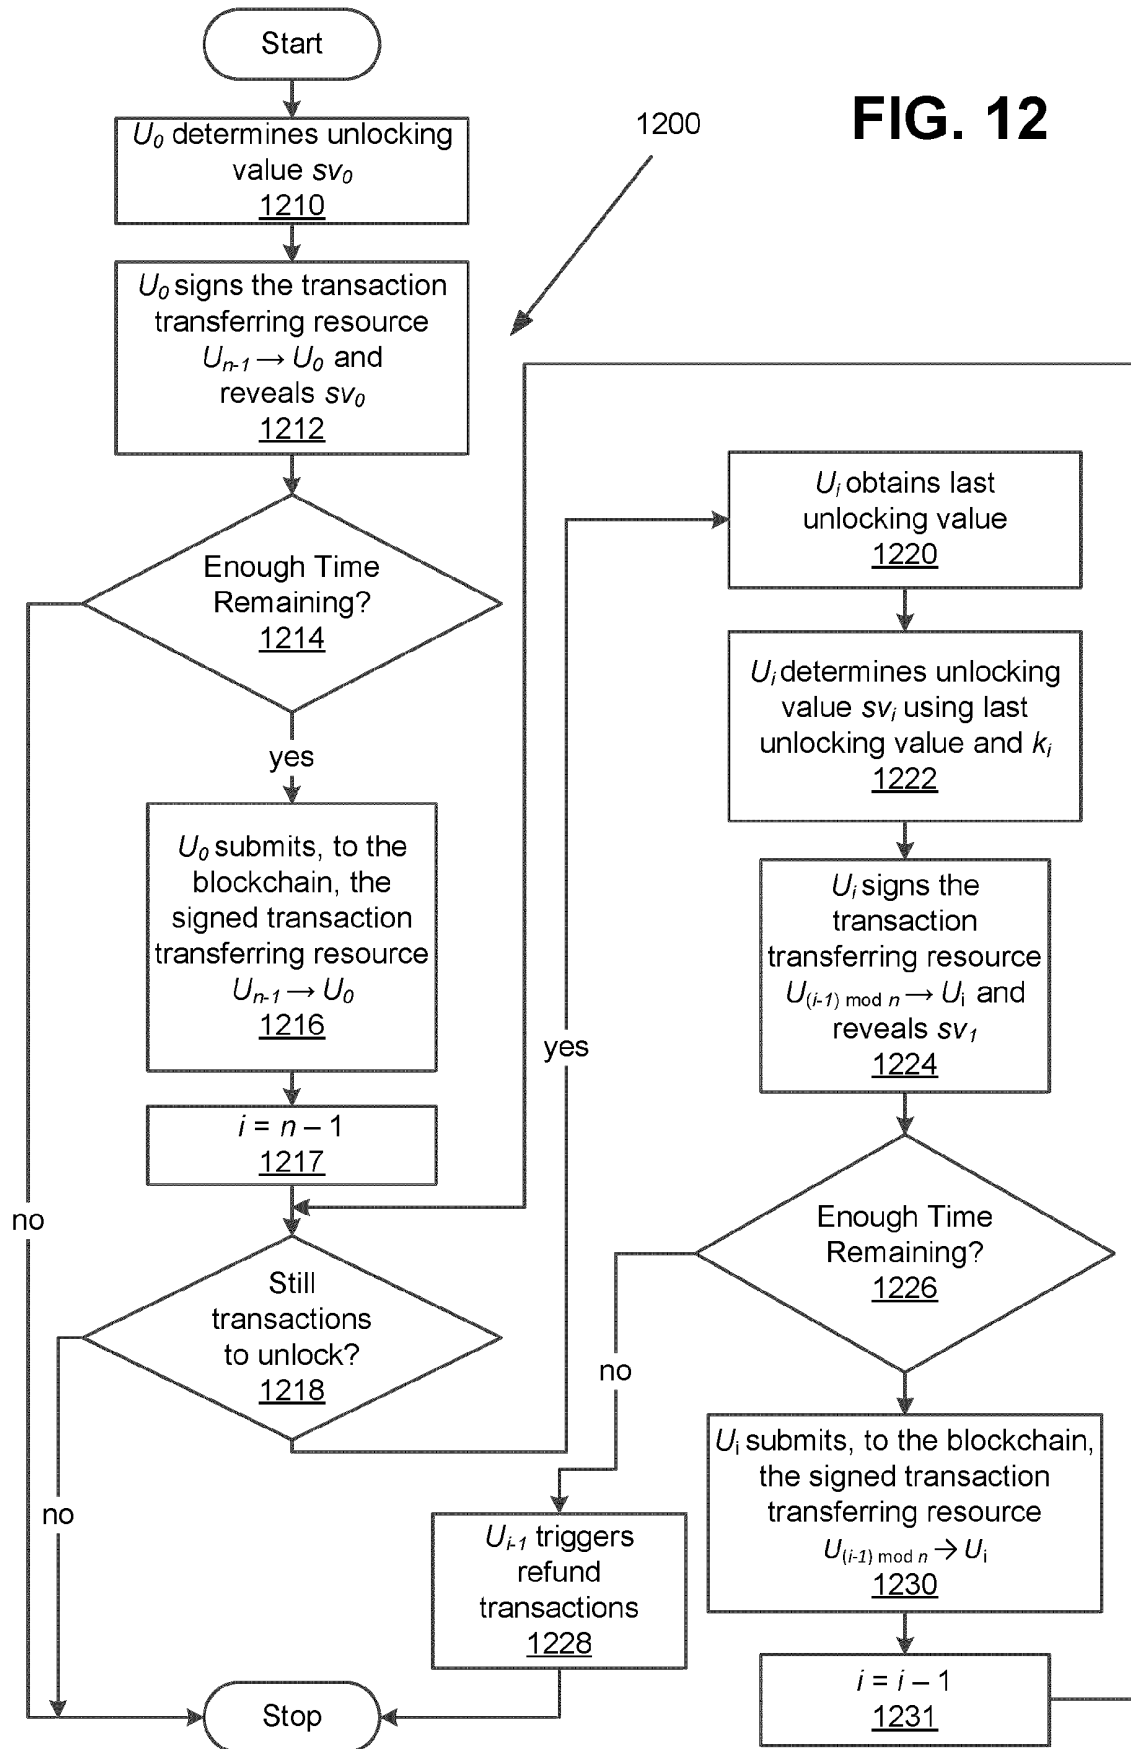 Start
FIG. 12
1200
U₀ determines unlocking
value sv₀
1210
U₀ signs the transaction
transferring resource
Uₙ₋₁ → U₀ and
reveals sv₀
1212
Enough Time
Remaining?
1214
yes
no
U₀ submits, to the
blockchain, the
signed transaction
transferring resource
Uₙ₋₁ → U₀
1216
i = n – 1
1217
Still
transactions
to unlock?
1218
yes
no
Uᵢ obtains last
unlocking value
1220
Uᵢ determines unlocking
value svᵢ using last
unlocking value and kᵢ
1222
Uᵢ signs the
transaction
transferring resource
U₍ᵢ₋₁₎ mod n → Uᵢ and
reveals sv₁
1224
Enough Time
Remaining?
1226
no
Uᵢ₋₁ triggers
refund
transactions
1228
Uᵢ submits, to the blockchain,
the signed transaction
transferring resource
U₍ᵢ₋₁₎ mod n → Uᵢ
1230
i = i – 1
1231
Stop